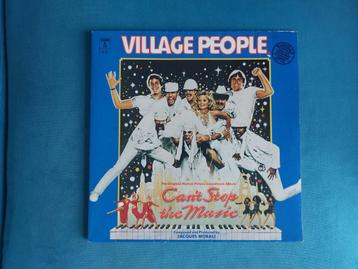 VILLAGE PEOPLE
The Original Motion Picture Soundtrack Album
Can't Stop
the Music
Composed and Produced by
JACQUES MORALI